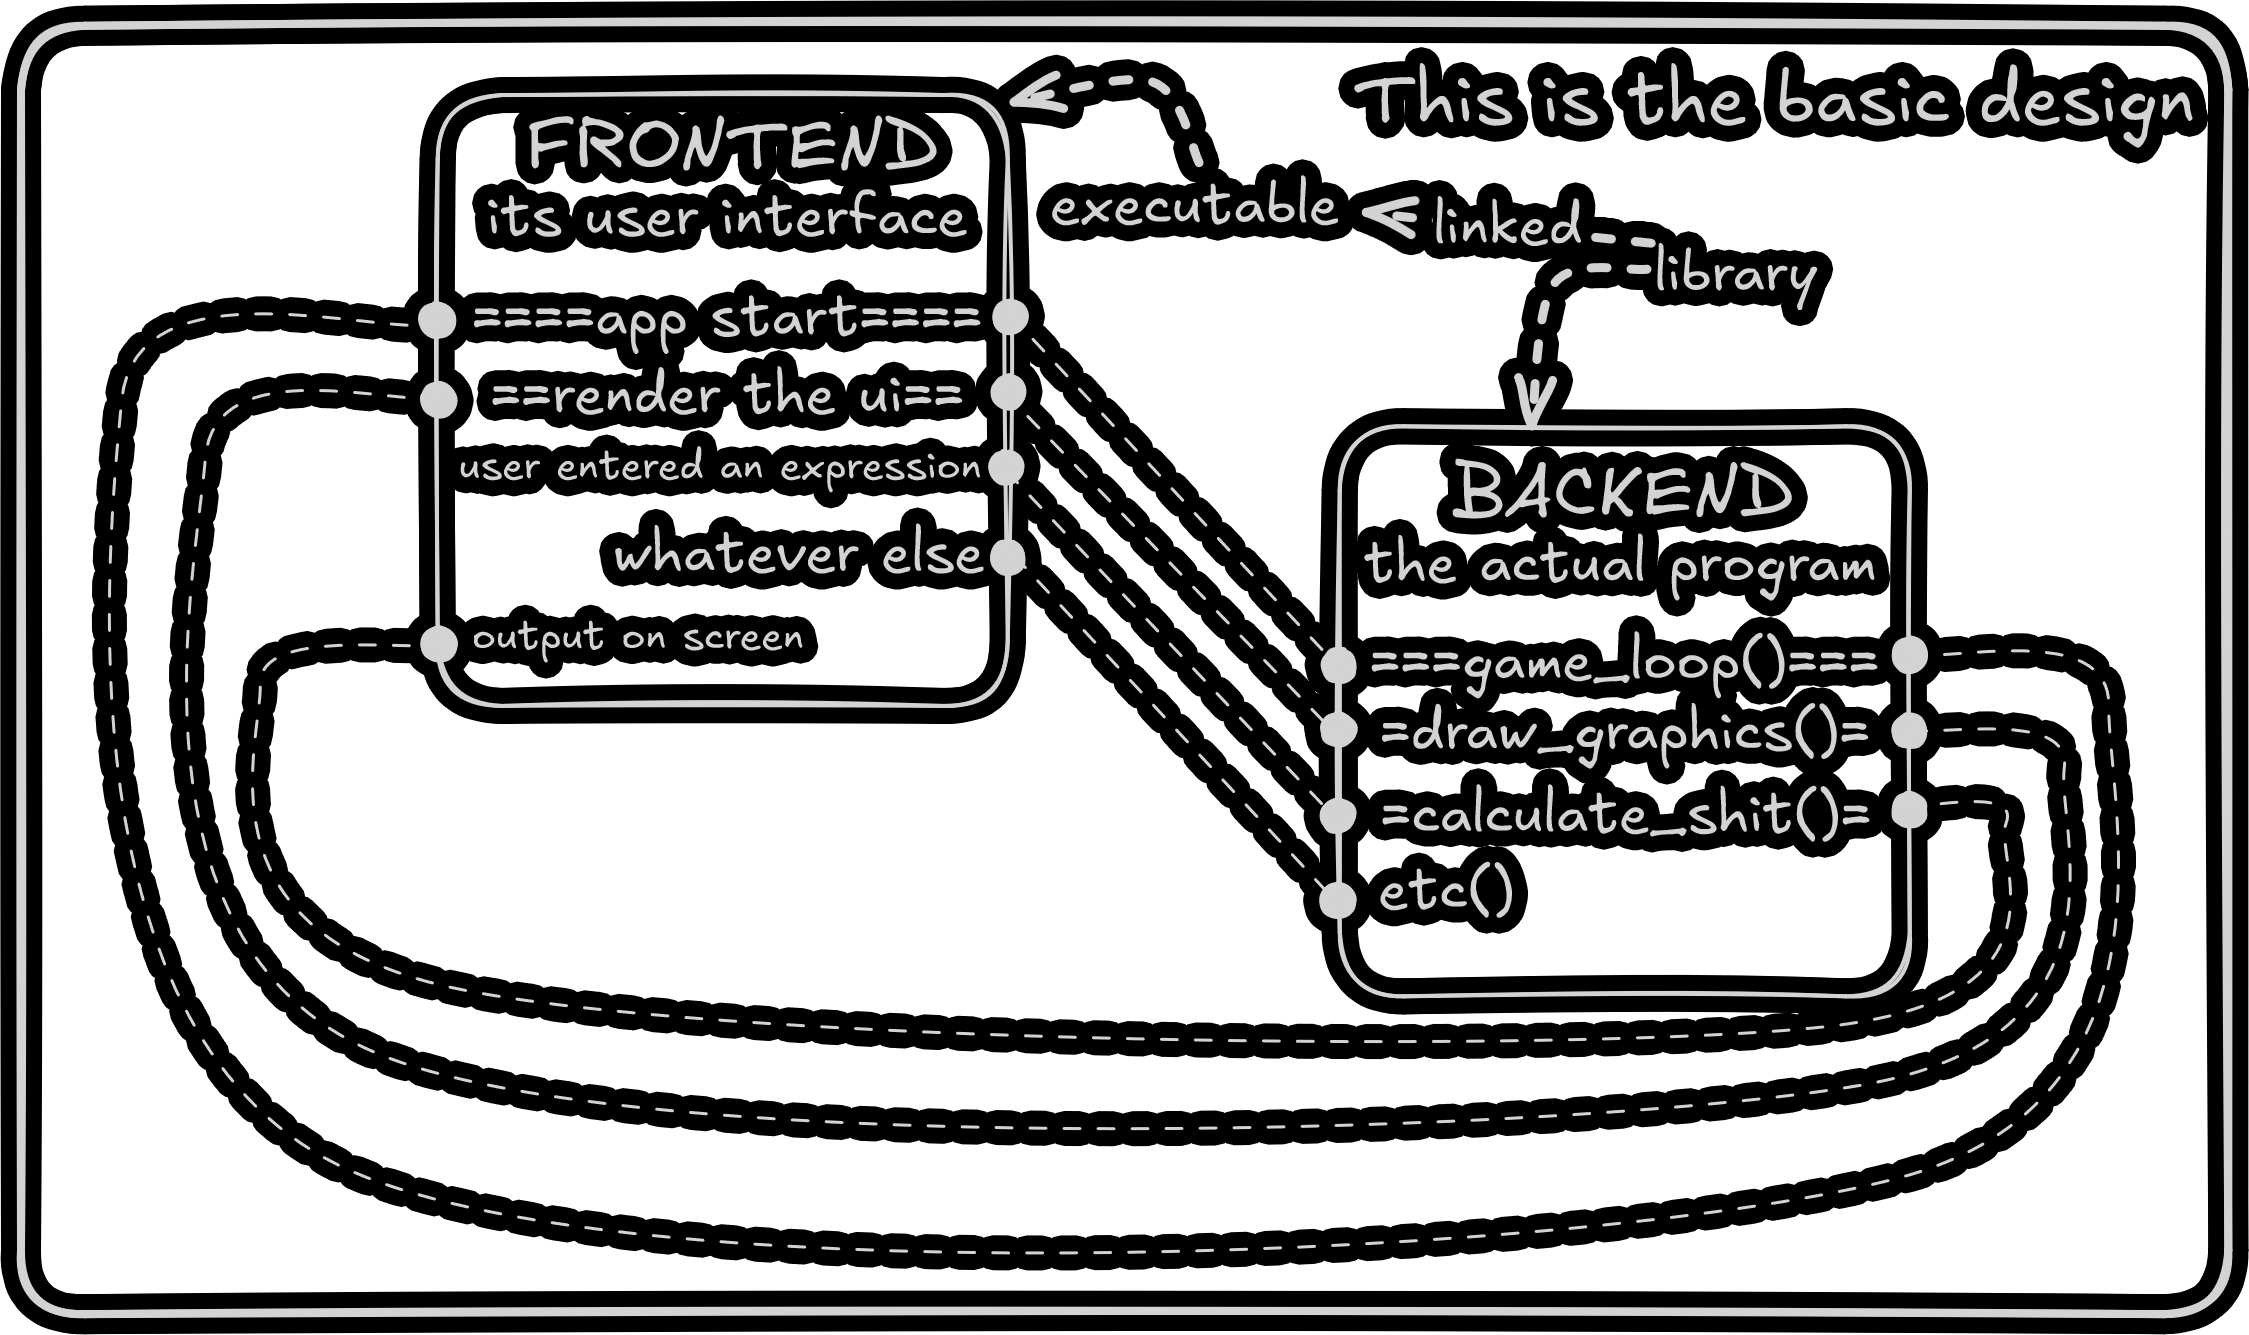 This is the basic design
FRONTEND
its user interface
====app start====
==render the ui==
user entered an expression
whatever else
output on screen
executable
linked
library
BACKEND
the actual program
===game_loop()===
=draw_graphics()=
=calculate_shit()=
etc()